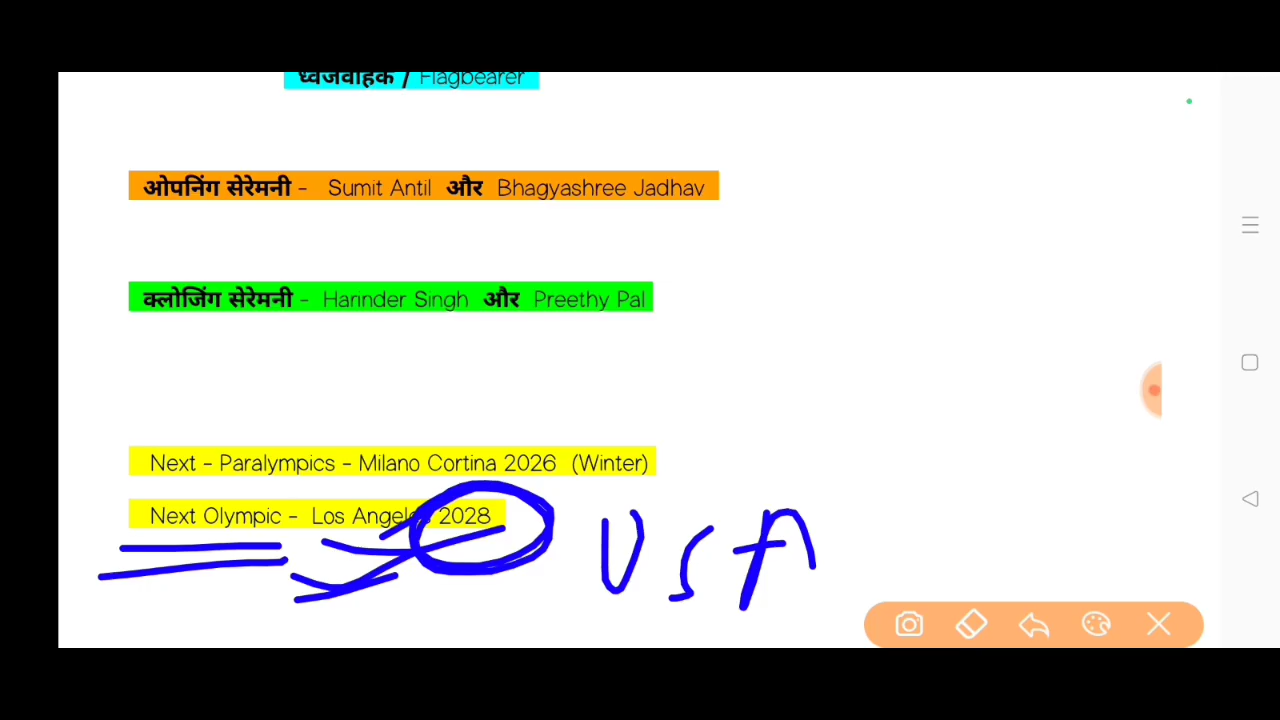 ध्वजवाहक / Flagbearer
ओपनिंग सेरेमनी - Sumit Antil और Bhagyashree Jadhav
क्लोजिंग सेरेमनी - Harinder Singh और Preethy Pal
Next - Paralympics - Milano Cortina 2026 (Winter)
Next Olympic - Los Angeles 2028
USA